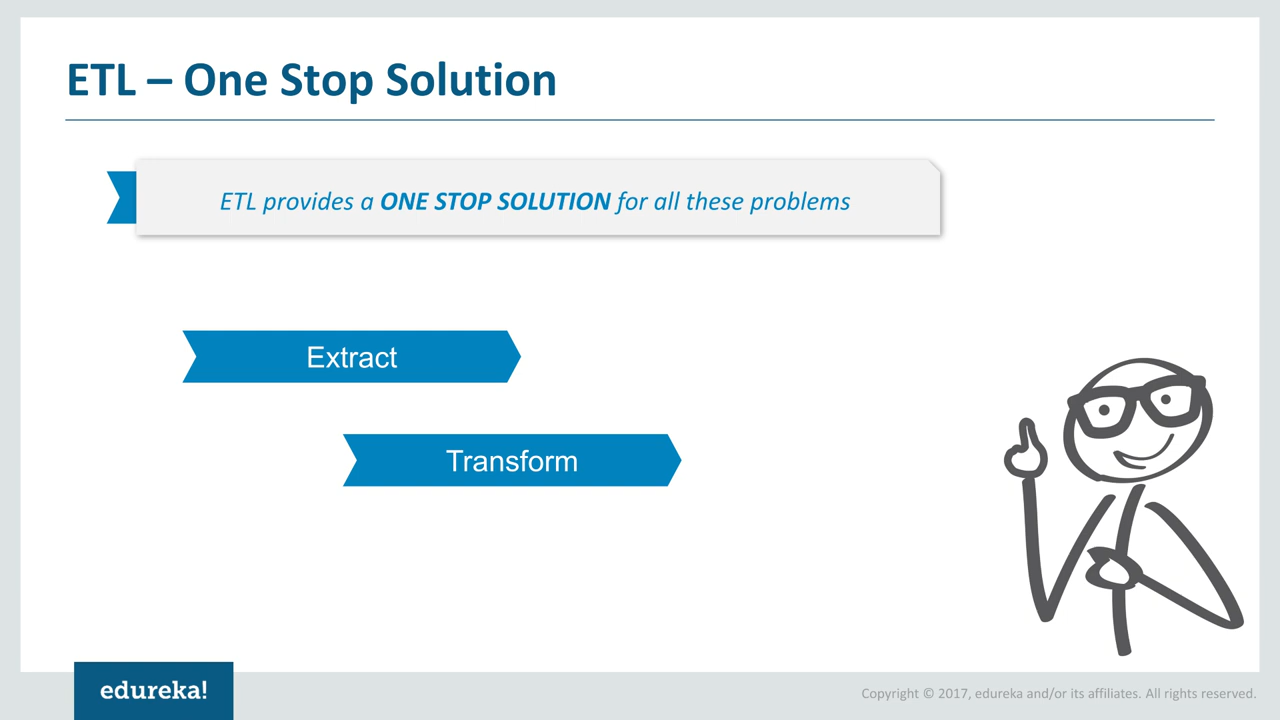 ETL – One Stop Solution
ETL provides a ONE STOP SOLUTION for all these problems
Extract
Transform
edureka!
Copyright © 2017, edureka and/or its affiliates. All rights reserved.